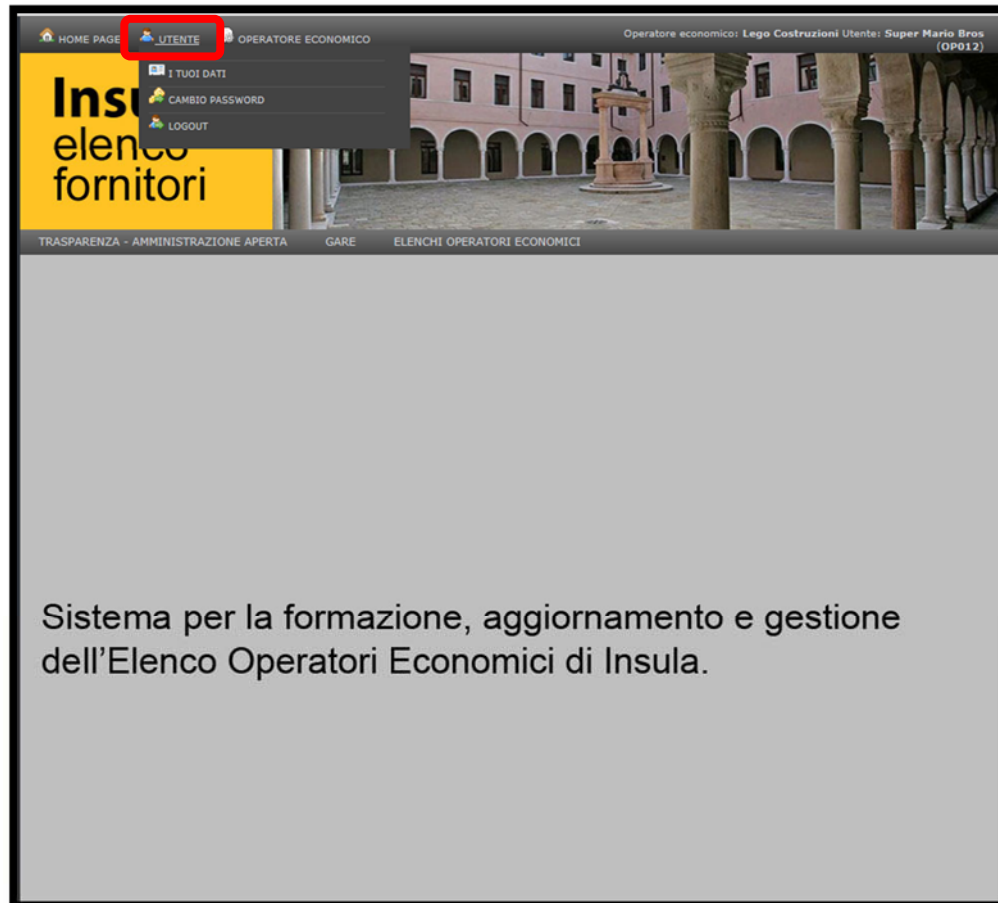 HOME PAGE UTENTE OPERATORE ECONOMICO
Operatore economico: Lego Costruzioni Utente: Super Mario Bros
(OP012)
I TUOI DATI
CAMBIO PASSWORD
LOGOUT
elenco
fornitori
TRASPARENZA - AMMINISTRAZIONE APERTA GARE ELENCHI OPERATORI ECONOMICI
Sistema per la formazione, aggiornamento e gestione
dell'Elenco Operatori Economici di Insula.